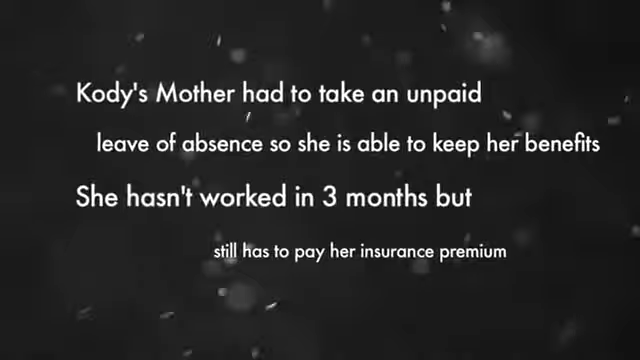 Kody's Mother had to take an unpaid
leave of absence so she is able to keep her benefits
She hasn't worked in 3 months but
still has to pay her insurance premium